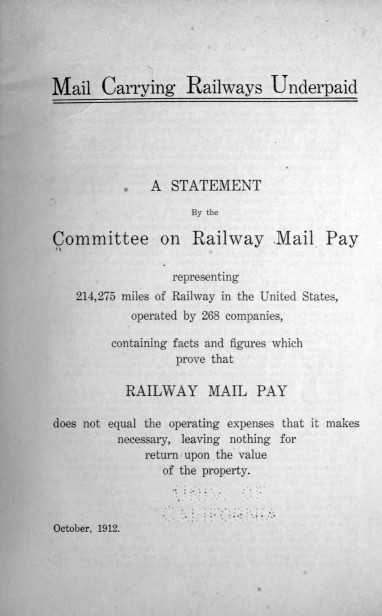 Mail Carrying Railways Underpaid
A STATEMENT
By the
Committee on Railway Mail Pay
representing
214,275 miles of Railway in the United States,
operated by 268 companies,
containing facts and figures which
prove that
RAILWAY MAIL PAY
does not equal the operating expenses that it makes
necessary, leaving nothing for
return upon the value
of the property.
UNIV. OF
CALIFORNIA
October, 1912.